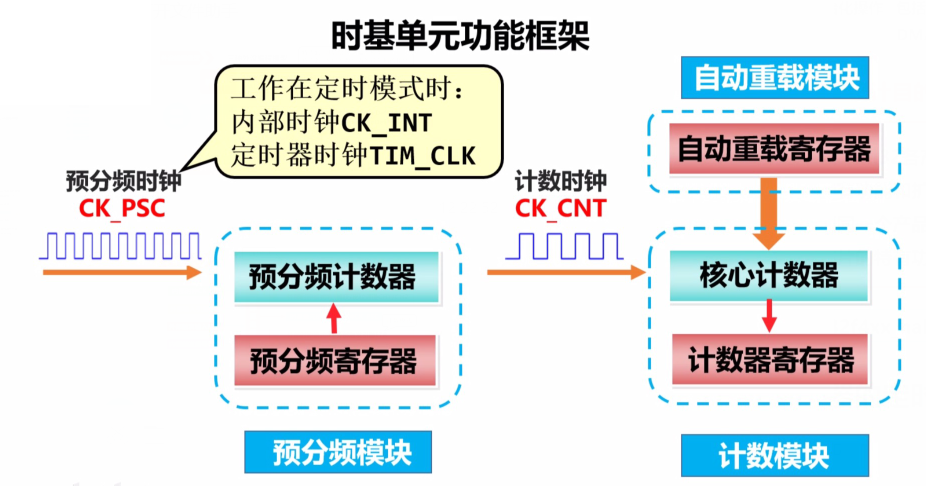 时基单元功能框架
工作在定时模式时：
内部时钟CK_INT
定时器时钟TIM_CLK
自动重载模块
自动重载寄存器
预分频时钟
CK_PSC
计数时钟
CK_CNT
预分频计数器
预分频寄存器
预分频模块
核心计数器
计数器寄存器
计数模块